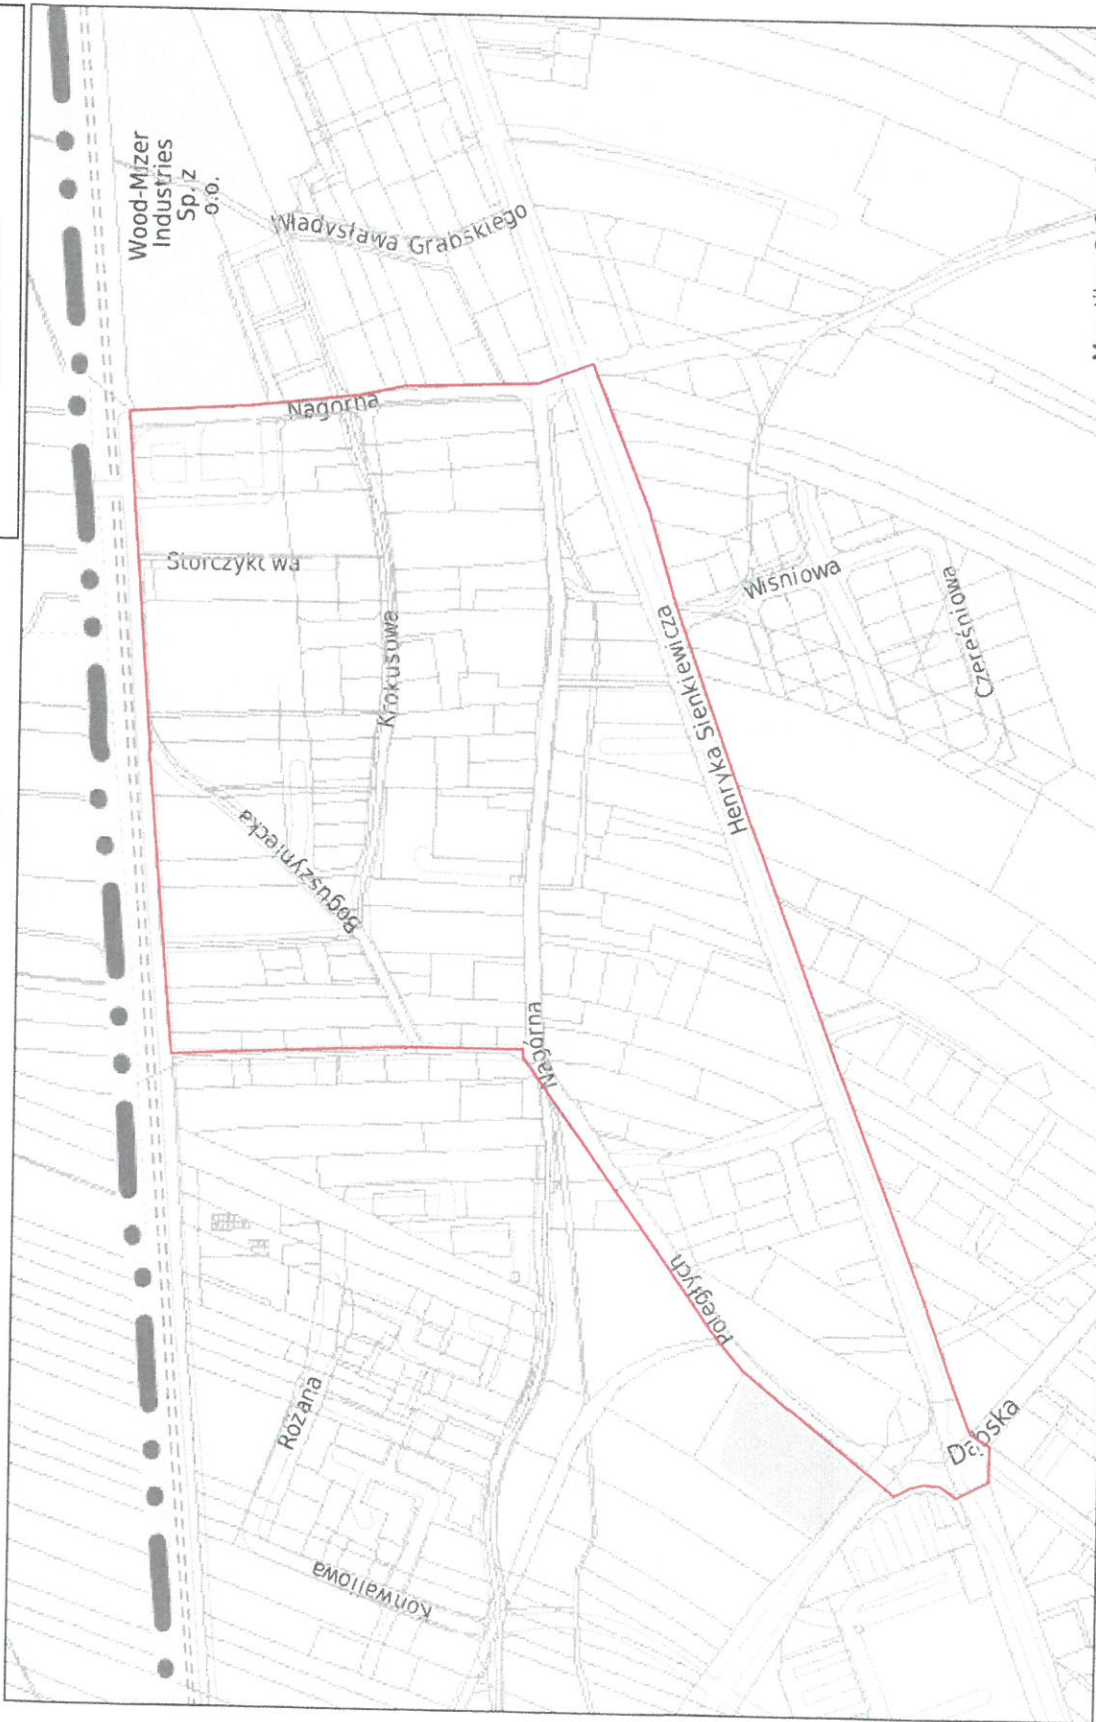 Wood-Mizer
Industries
Sp. z
o.o.
Władysława Grabskiego
Nagórna
Storczykowa
Krokusowa
Wiśniowa
Czereśniowa
Henryka Sienkiewicza
Boguszyniecka
Nagórna
Poległych
Różana
Dąbska
Konwaliowa